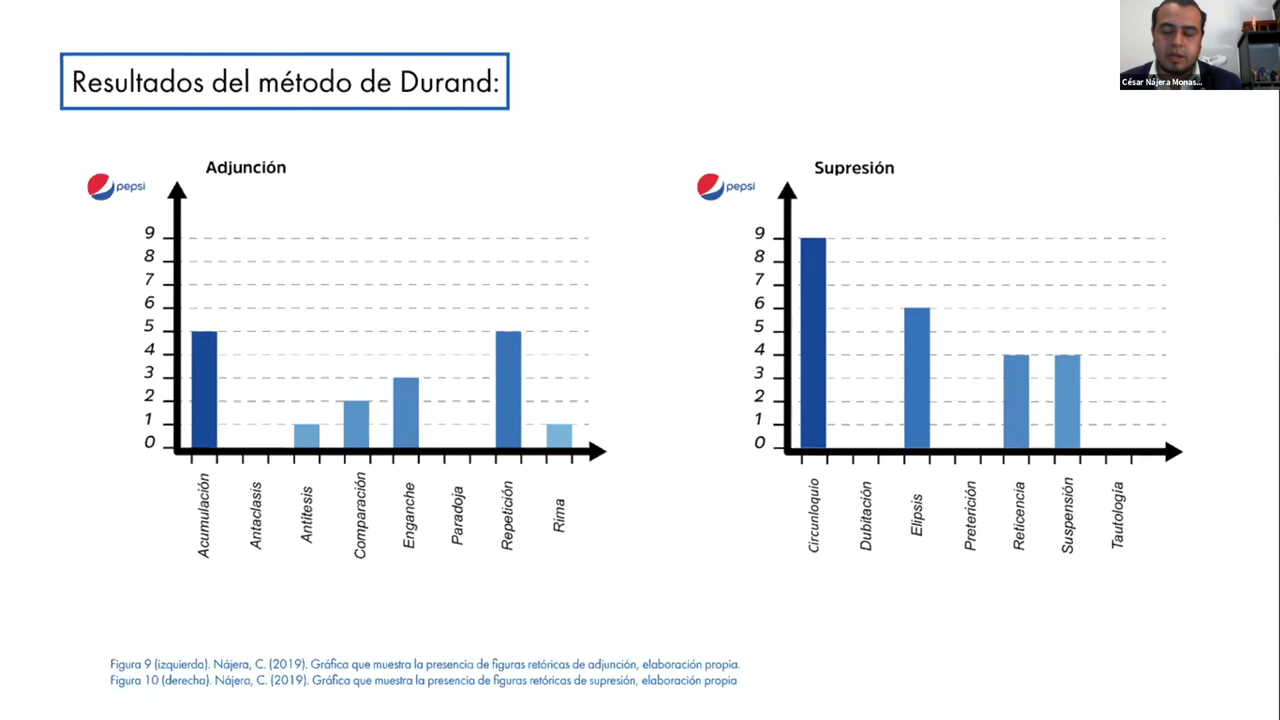 César Nájera Monas...
Resultados del método de Durand:
Adjunción
pepsi
9
8
7
6
5
4
3
2
1
0
Acumulación
Antaclasis
Antítesis
Comparación
Enganche
Paradoja
Repetición
Rima
Supresión
pepsi
9
8
7
6
5
4
3
2
1
0
Circunloquio
Dubitación
Elipsis
Preterición
Reticencia
Suspensión
Tautología
Figura 9 (izquierda). Nájera, C. (2019). Gráfica que muestra la presencia de figuras retóricas de adjunción, elaboración propia.
Figura 10 (derecha). Nájera, C. (2019). Gráfica que muestra la presencia de figuras retóricas de supresión, elaboración propia